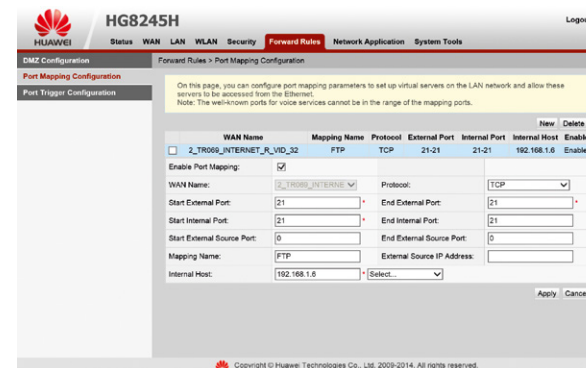 HG8245H
Logou
HUAWEI
Status WAN LAN WLAN Security Forward Rules Network Application System Tools
DMZ Configuration
Forward Rules > Port Mapping Configuration
Port Mapping Configuration
Port Trigger Configuration
On this page, you can configure port mapping parameters to set up virtual servers on the LAN network and allow these
servers to be accessed from the Ethernet.
Note: The well-known ports for voice services cannot be in the range of the mapping ports.
New Delete
WAN Name Mapping Name Protocol External Port Internal Port Internal Host Enable
2_TR069_INTERNET_R_VID_32 FTP TCP 21-21 21-21 192.168.1.6 Enable
Enable Port Mapping:
WAN Name: 2_TR069_INTERNE Protocol: TCP
Start External Port: 21 * End External Port: 21 *
Start Internal Port: 21 * End Internal Port: 21
Start External Source Port: 0 End External Source Port: 0
Mapping Name: FTP External Source IP Address:
Internal Host: 192.168.1.6 * Select...
Apply Cance
Copyright © Huawei Technologies Co., Ltd. 2009-2014. All rights reserved.